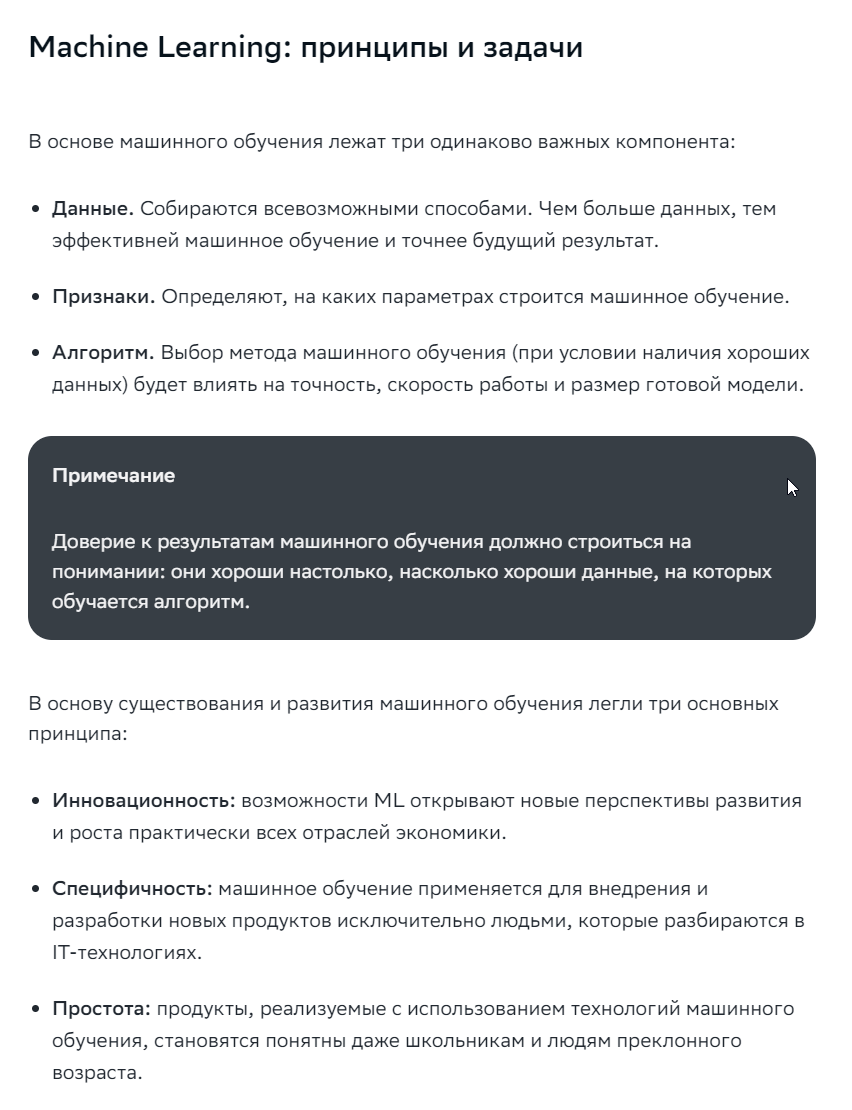 Machine Learning: принципы и задачи
В основе машинного обучения лежат три одинаково важных компонента:
• Данные. Собираются всевозможными способами. Чем больше данных, тем
эффективней машинное обучение и точнее будущий результат.
• Признаки. Определяют, на каких параметрах строится машинное обучение.
• Алгоритм. Выбор метода машинного обучения (при условии наличия хороших
данных) будет влиять на точность, скорость работы и размер готовой модели.
Примечание
Доверие к результатам машинного обучения должно строиться на
понимании: они хороши настолько, насколько хороши данные, на которых
обучается алгоритм.
В основу существования и развития машинного обучения легли три основных
принципа:
• Инновационность: возможности ML открывают новые перспективы развития
и роста практически всех отраслей экономики.
• Специфичность: машинное обучение применяется для внедрения и
разработки новых продуктов исключительно людьми, которые разбираются в
IT-технологиях.
• Простота: продукты, реализуемые с использованием технологий машинного
обучения, становятся понятны даже школьникам и людям преклонного
возраста.